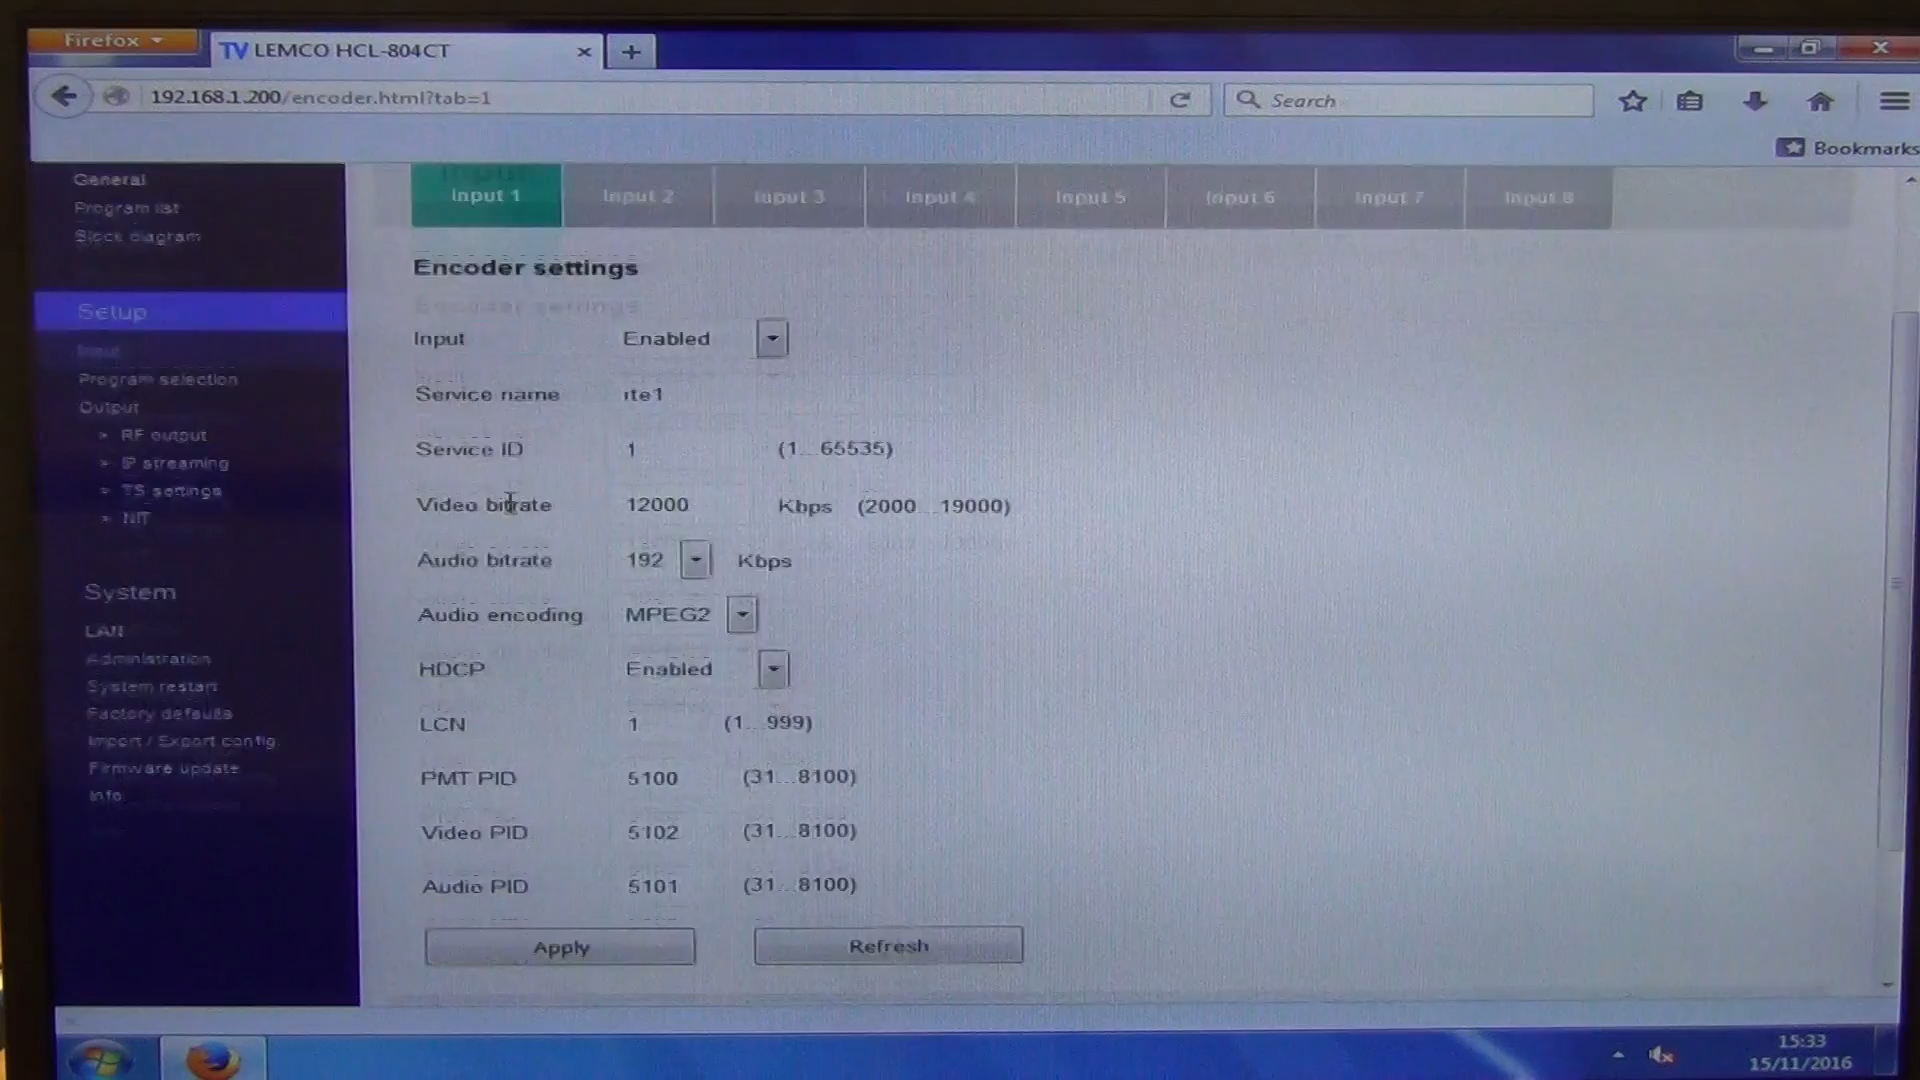 Firefox
TV LEMCO HCL-804CT
192.168.1.200/encoder.html?tab=1
Search
Bookmarks
General
Program list
Block diagram
Setup
Input
Program selection
Output
RF output
IP streaming
TS settings
NIT
System
LAN
Administration
System restart
Factory defaults
Import / Export config.
Firmware update
Info
Input 1 Input 2 Input 3 Input 4 Input 5 Input 6 Input 7 Input 8
Encoder settings
Input Enabled
Service name rte1
Service ID 1 (1...65535)
Video bitrate 12000 Kbps (2000...19000)
Audio bitrate 192 Kbps
Audio encoding MPEG2
HDCP Enabled
LCN 1 (1...999)
PMT PID 5100 (31...8100)
Video PID 5102 (31...8100)
Audio PID 5101 (31...8100)
Apply Refresh
15:33
15/11/2016